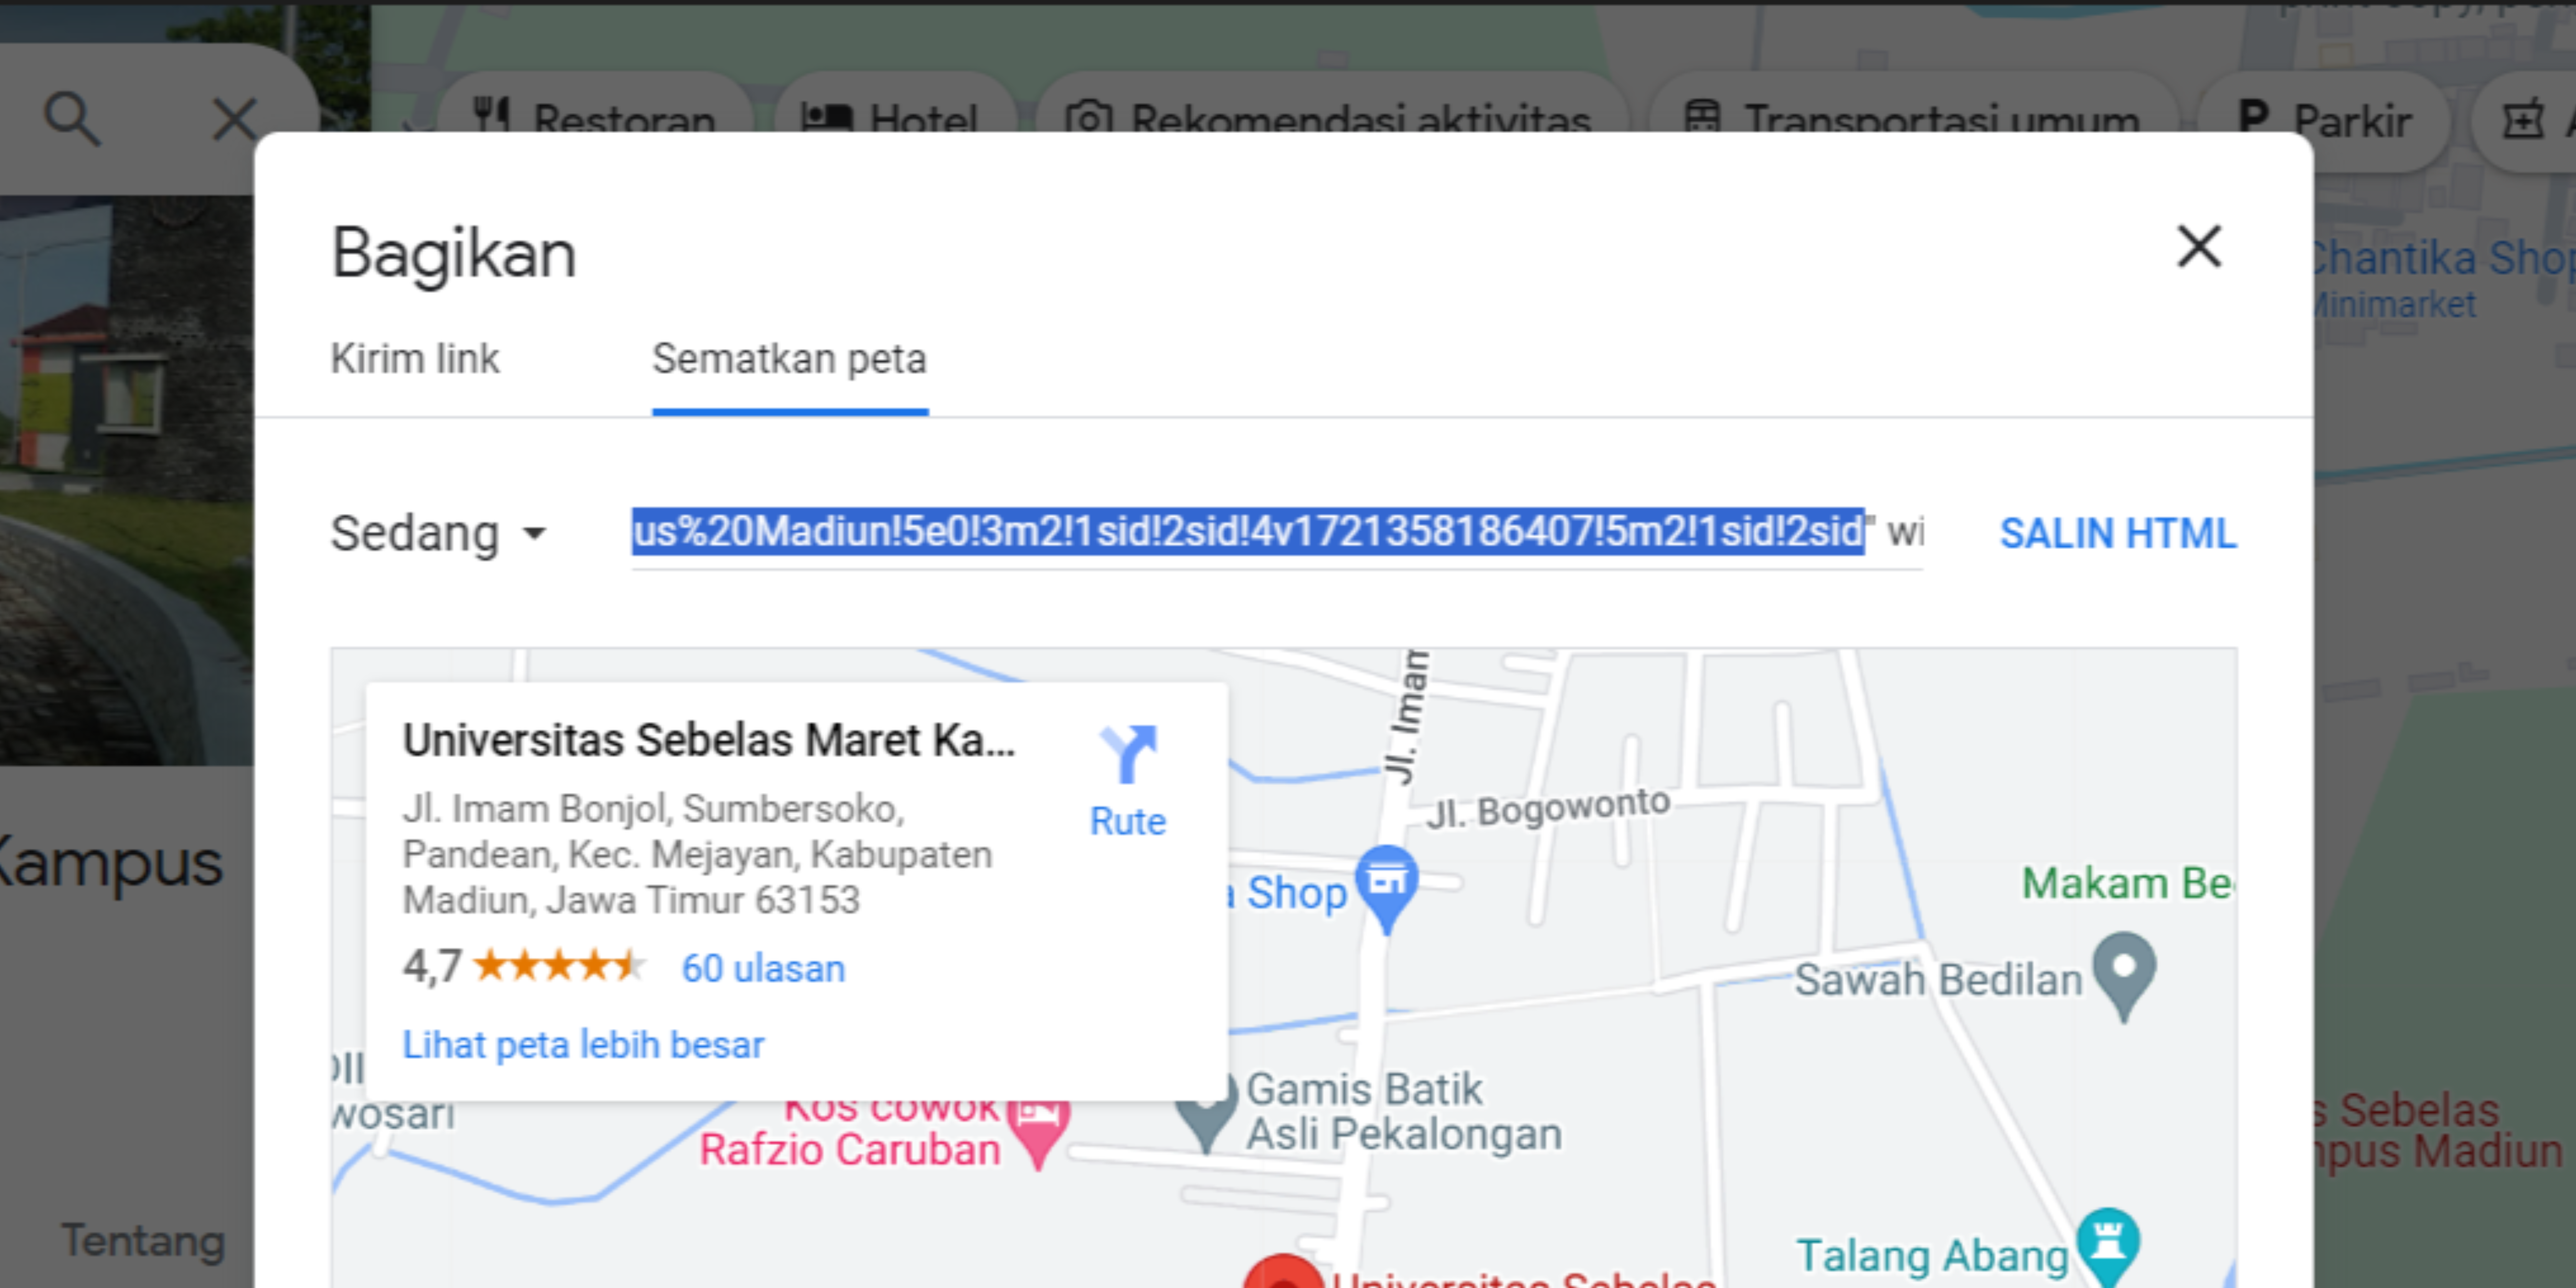 Restoran
Hotel
Rekomendasi aktivitas
Transportasi umum
P Parkir
Bagikan
Chantika Shop
Minimarket
Kirim link
Sematkan peta
Sedang
us%20Madiun!5e0!3m2!1sid!2sid!4v1721358186407!5m2!1sid!2sid" wi
SALIN HTML
Universitas Sebelas Maret Ka...
Jl. Imam Bonjol, Sumbersoko,
Pandean, Kec. Mejayan, Kabupaten
Madiun, Jawa Timur 63153
Rute
4,7
60 ulasan
Lihat peta lebih besar
Jl. Imam
Jl. Bogowonto
a Shop
Makam Be
Sawah Bedilan
Kampus
wosari
Kos cowok
Rafzio Caruban
Gamis Batik
Asli Pekalongan
s Sebelas
mpus Madiun
Tentang
Talang Abang
Universitas Sebelas